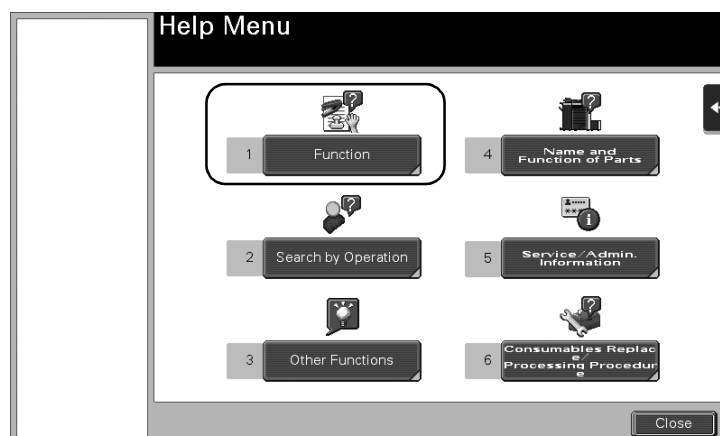 Help Menu
1
Function
4
Name and
Function of Parts
2
Search by Operation
5
Service/Admin.
Information
3
Other Functions
6
Consumables Replac
e/
Processing Procedur
e
Close